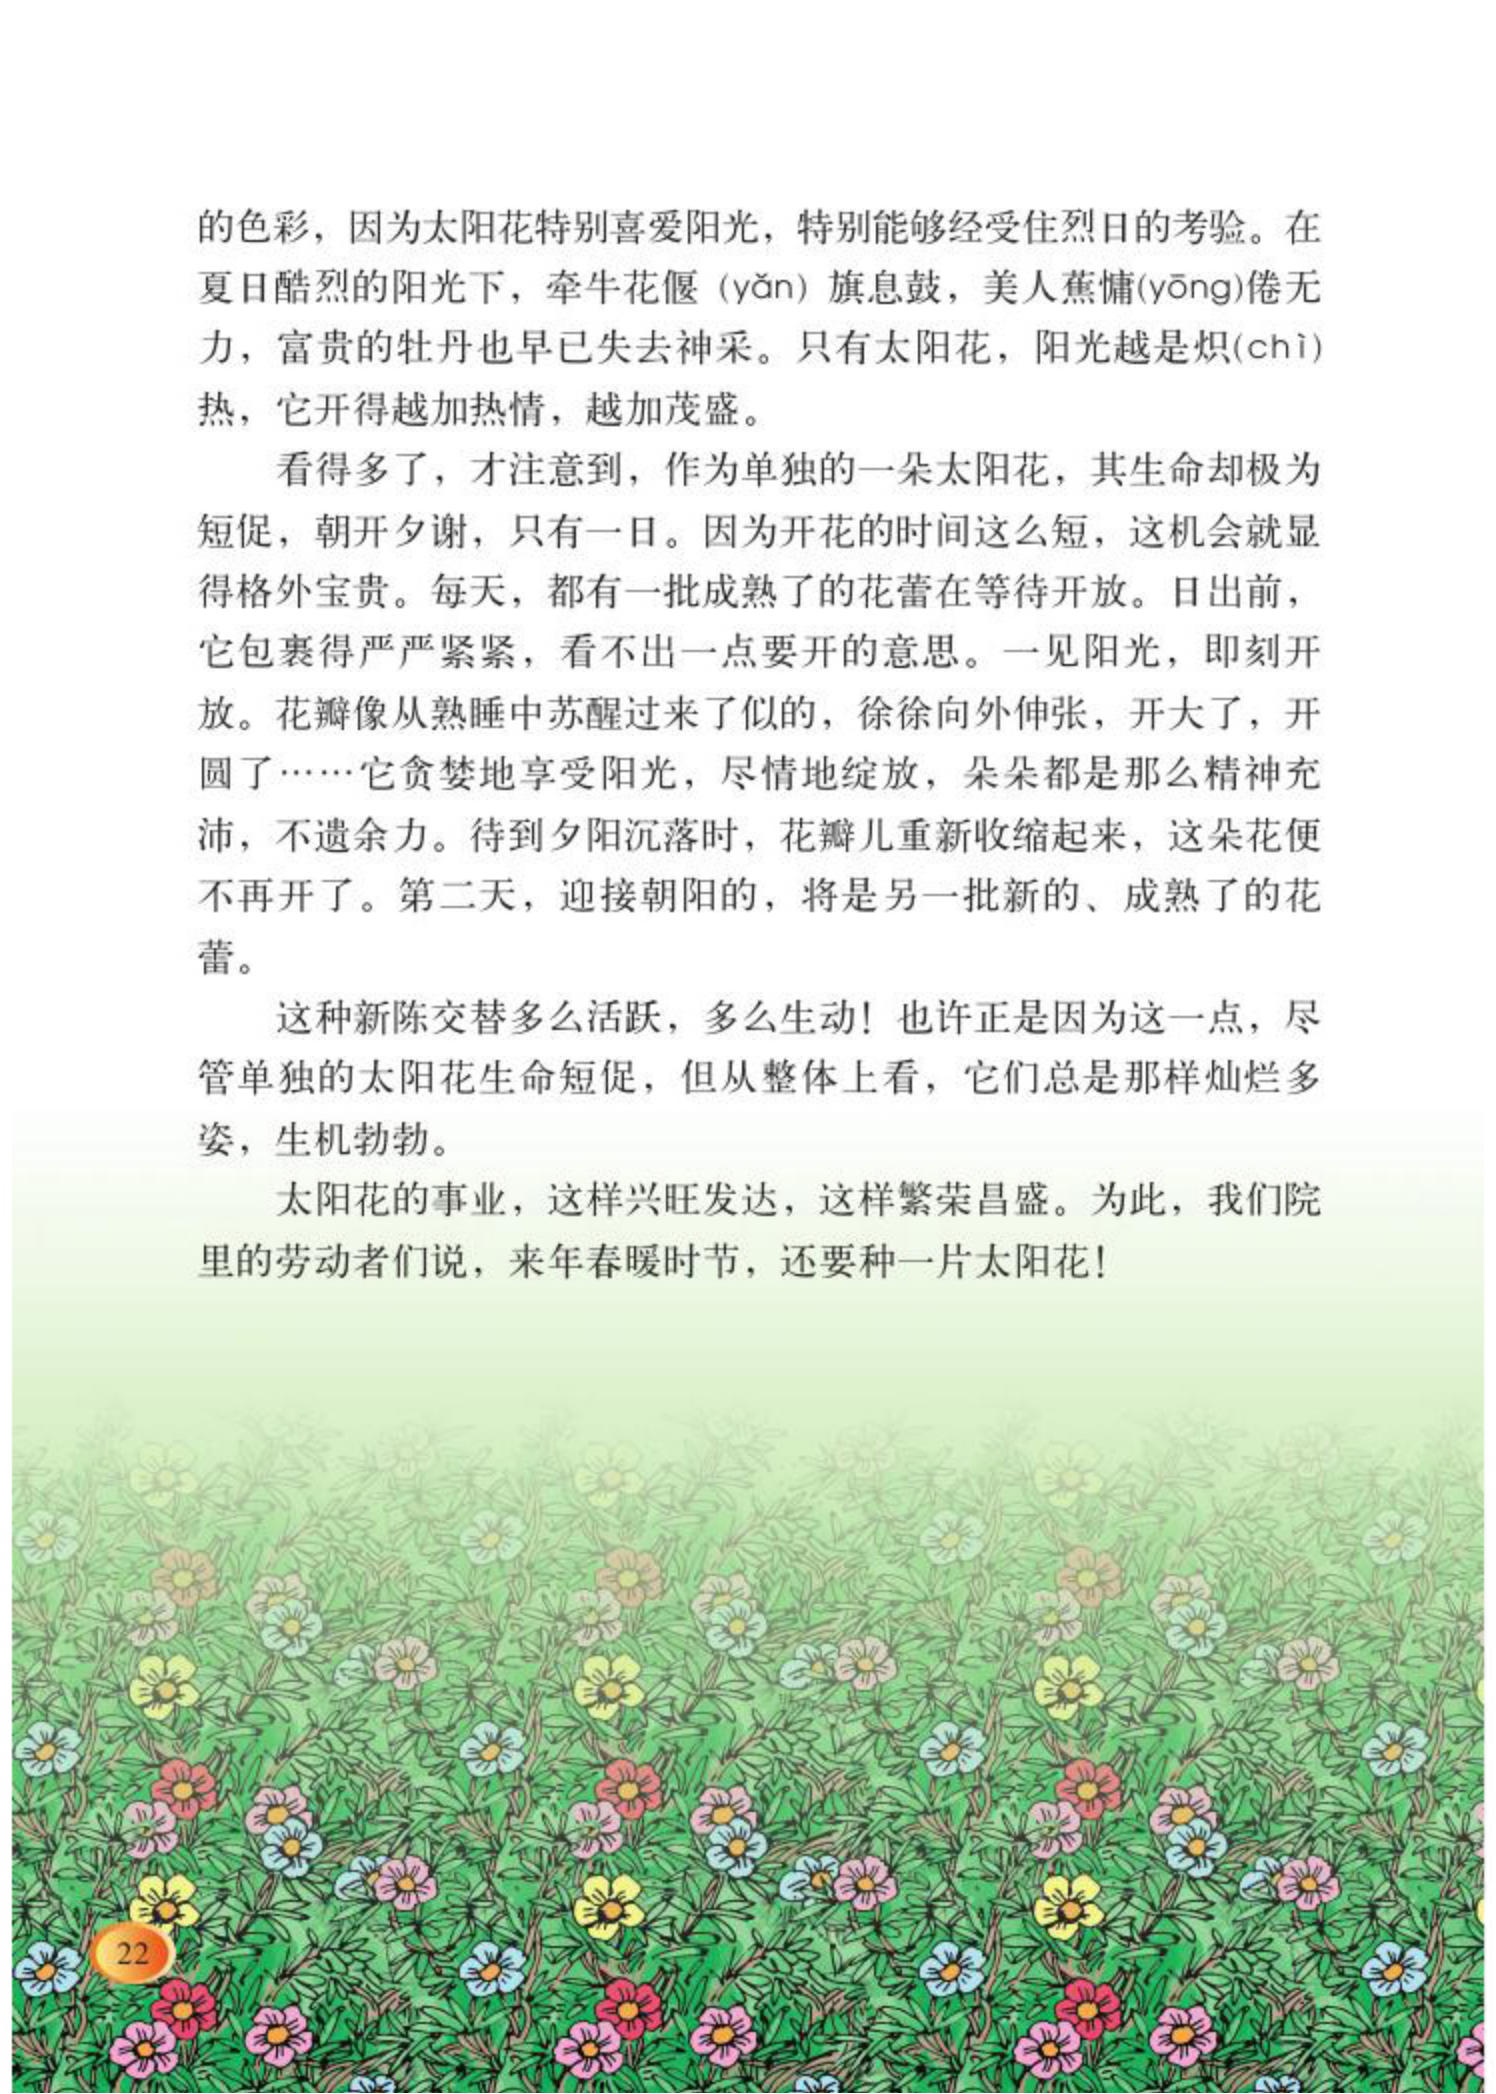 的色彩，因为太阳花特别喜爱阳光，特别能够经受住烈日的考验。在
夏日酷烈的阳光下，牵牛花偃（yǎn）旗息鼓，美人蕉慵(yōng)倦无
力，富贵的牡丹也早已失去神采。只有太阳花，阳光越是炽(chì)
热，它开得越加热情，越加茂盛。
看得多了，才注意到，作为单独的一朵太阳花，其生命却极为
短促，朝开夕谢，只有一日。因为开花的时间这么短，这机会就显
得格外宝贵。每天，都有一批成熟了的花蕾在等待开放。日出前，
它包裹得严严紧紧，看不出一点要开的意思。一见阳光，即刻开
放。花瓣像从熟睡中苏醒过来了似的，徐徐向外伸张，开大了，开
圆了……它贪婪地享受阳光，尽情地绽放，朵朵都是那么精神充
沛，不遗余力。待到夕阳沉落时，花瓣儿重新收缩起来，这朵花便
不再开了。第二天，迎接朝阳的，将是另一批新的、成熟了的花
蕾。
这种新陈交替多么活跃，多么生动！也许正是因为这一点，尽
管单独的太阳花生命短促，但从整体上看，它们总是那样灿烂多
姿，生机勃勃。
太阳花的事业，这样兴旺发达，这样繁荣昌盛。为此，我们院
里的劳动者们说，来年春暖时节，还要种一片太阳花！
22